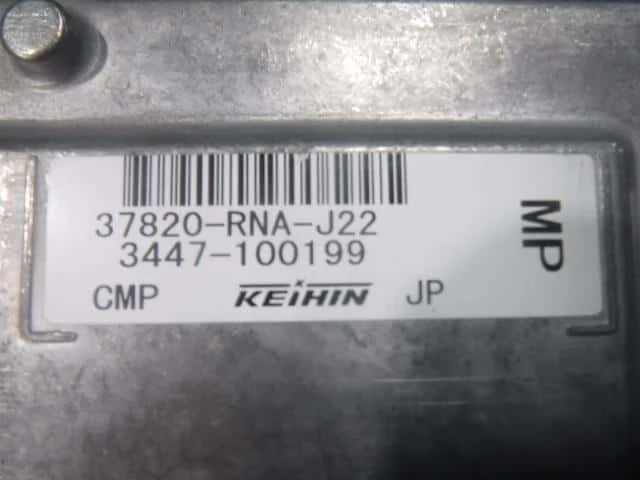 37820-RNA-J22
3447-100199
CMP KEIHIN JP
MP